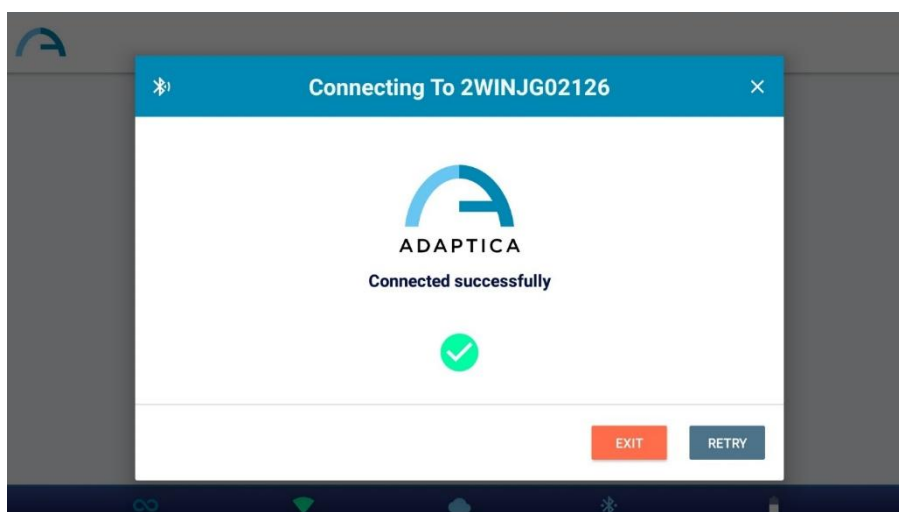 Connecting To 2WINJG02126
ADAPTICA
Connected successfully
EXIT
RETRY